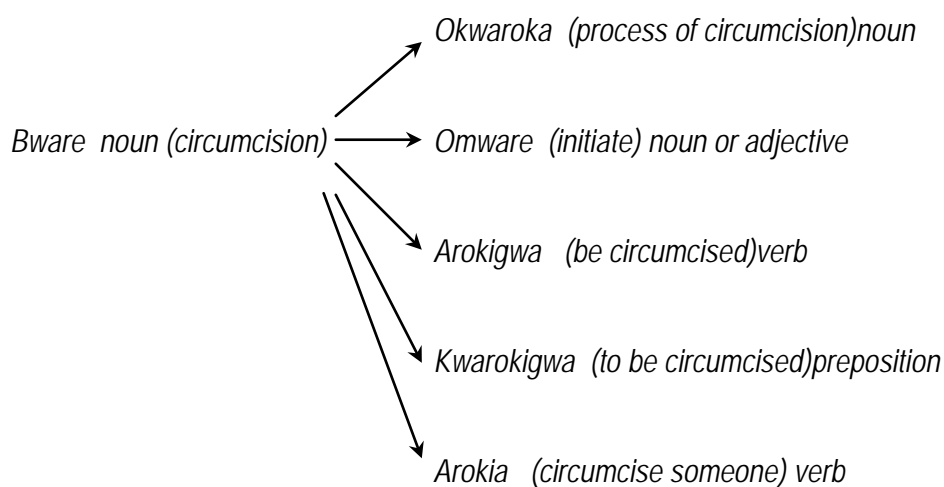 Okwaroka (process of circumcision)noun
Bware noun (circumcision)
Omware (initiate) noun or adjective
Arokigwa (be circumcised)verb
Kwarokigwa (to be circumcised)preposition
Arokia (circumcise someone) verb